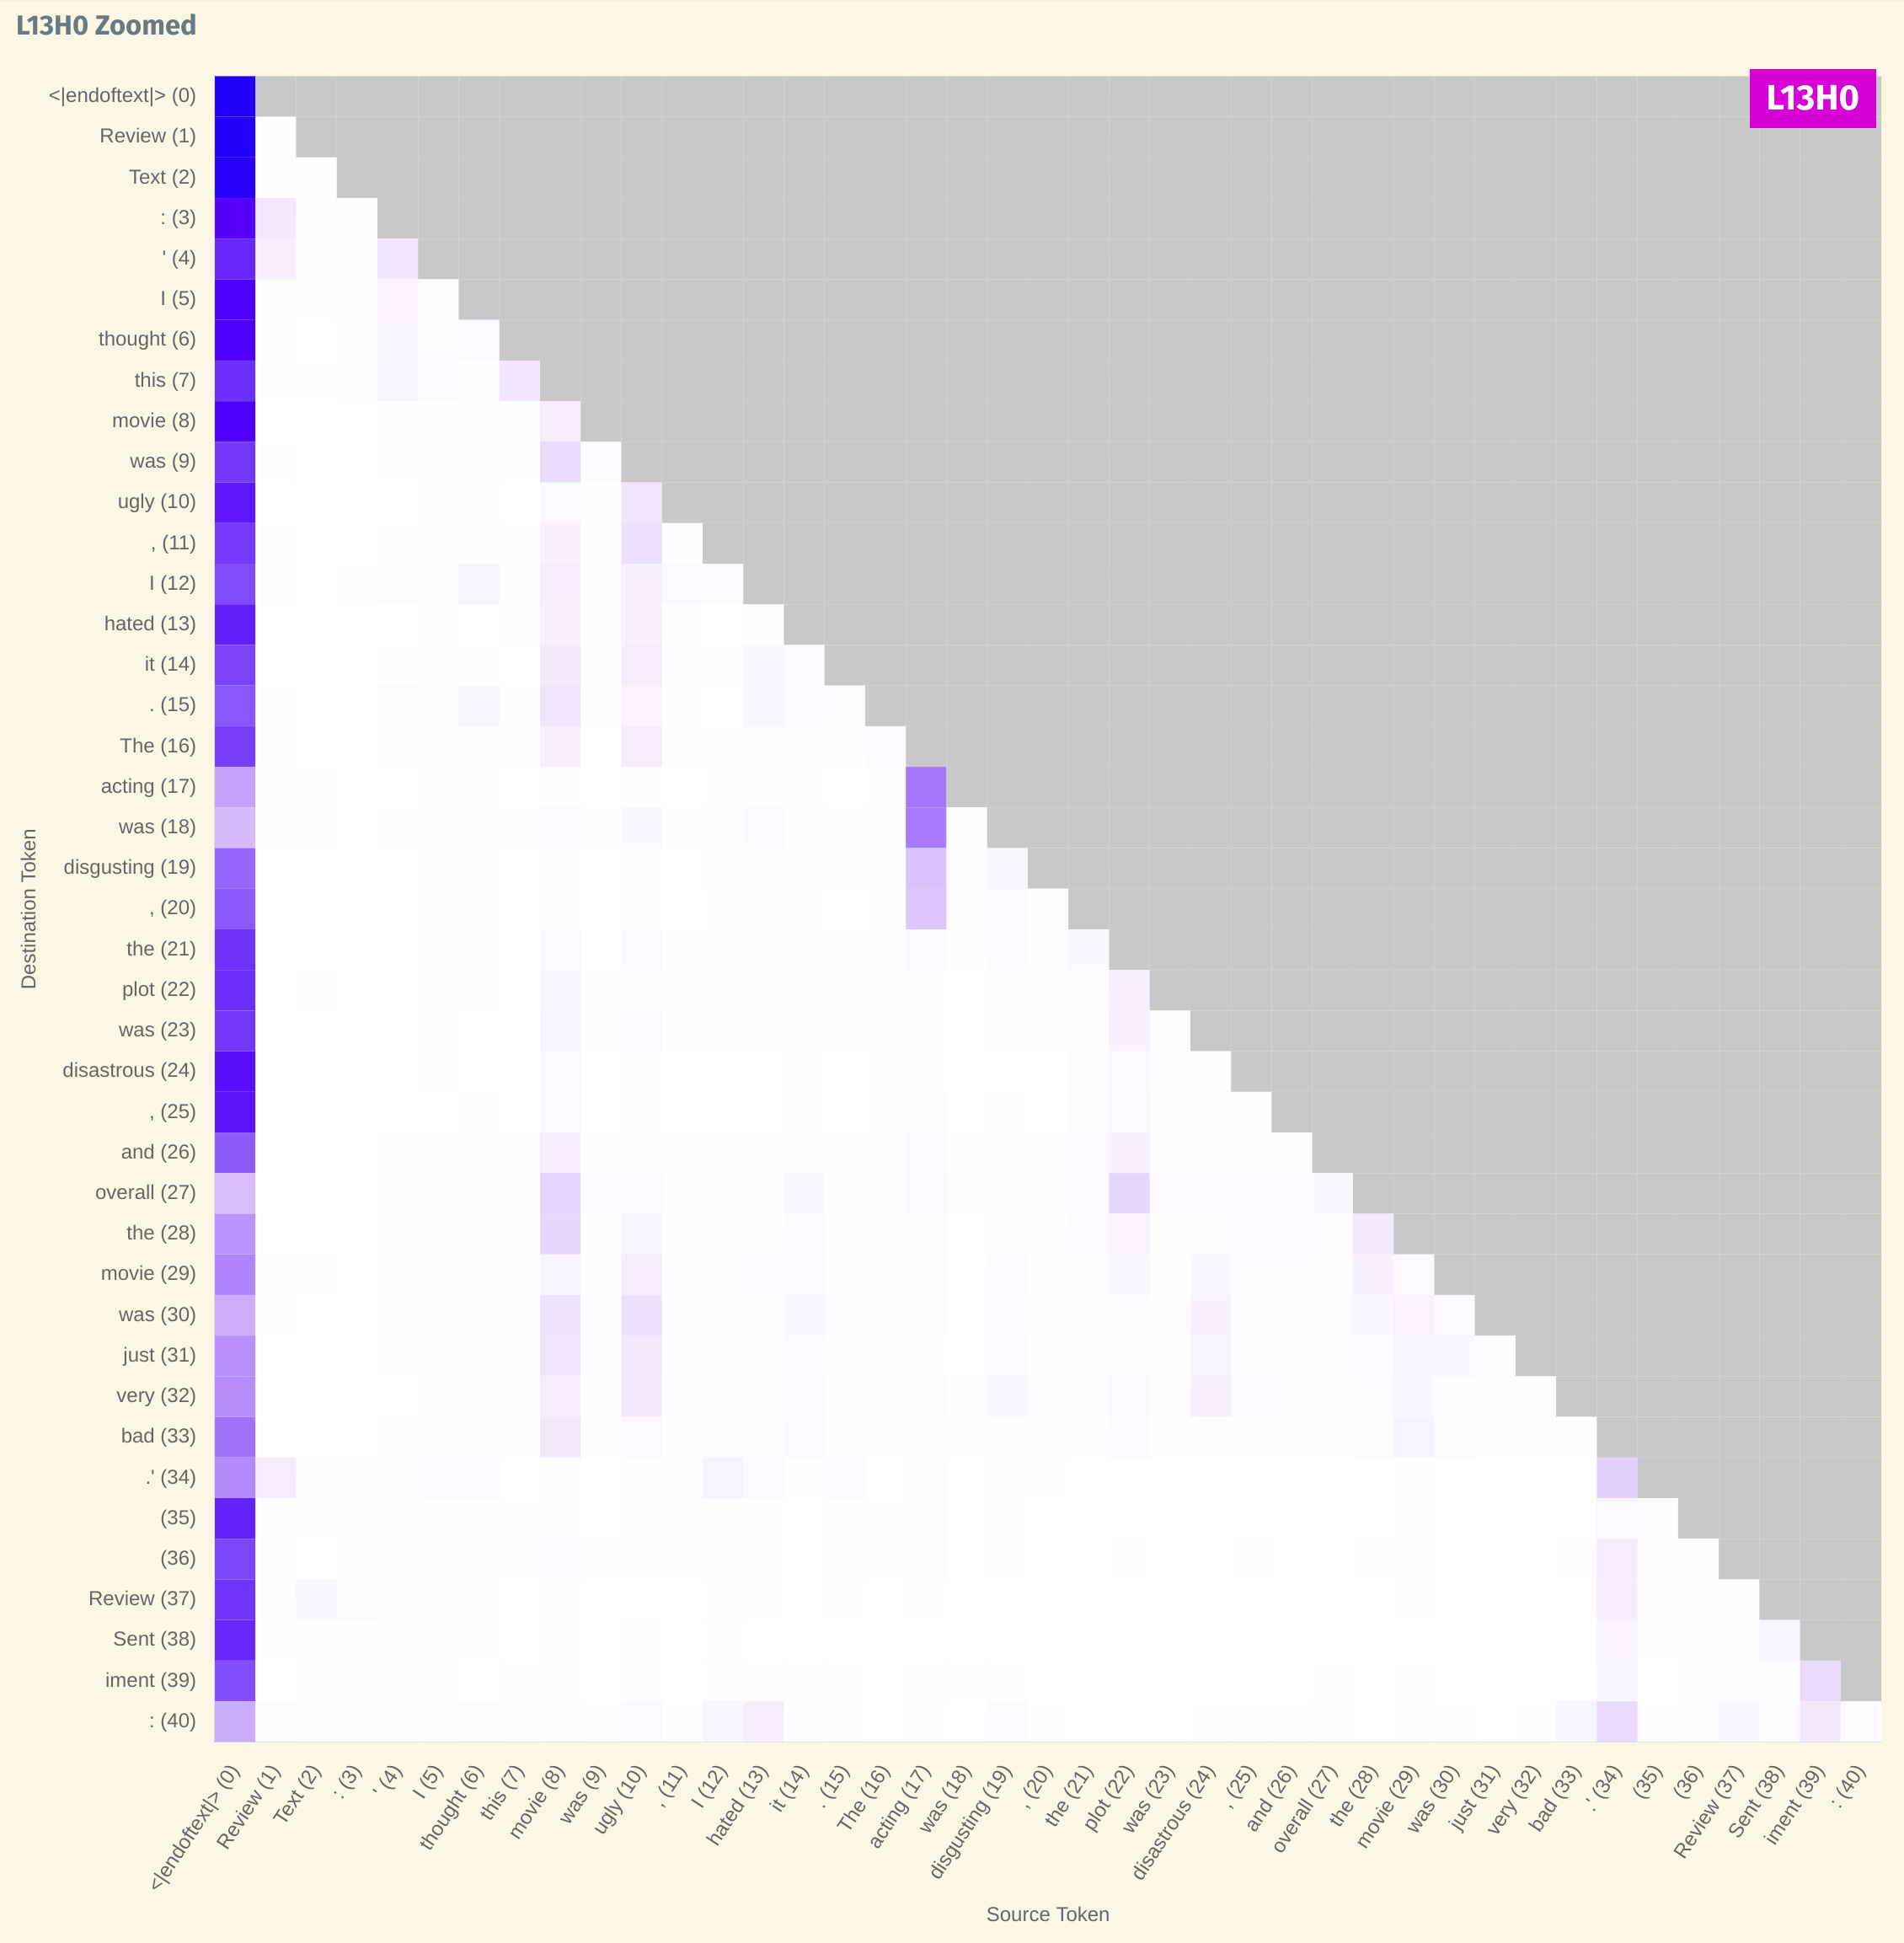 L13H0 Zoomed
L13H0
<|endoftext|> (0)
Review (1)
Text (2)
: (3)
' (4)
I (5)
thought (6)
this (7)
movie (8)
was (9)
ugly (10)
, (11)
I (12)
hated (13)
it (14)
. (15)
The (16)
acting (17)
was (18)
disgusting (19)
, (20)
the (21)
plot (22)
was (23)
disastrous (24)
, (25)
and (26)
overall (27)
the (28)
movie (29)
was (30)
just (31)
very (32)
bad (33)
.' (34)
(35)
(36)
Review (37)
Sent (38)
iment (39)
: (40)
Destination Token
<|endoftext|> (0)
Review (1)
Text (2)
: (3)
' (4)
I (5)
thought (6)
this (7)
movie (8)
was (9)
ugly (10)
, (11)
I (12)
hated (13)
it (14)
. (15)
The (16)
acting (17)
was (18)
disgusting (19)
, (20)
the (21)
plot (22)
was (23)
disastrous (24)
, (25)
and (26)
overall (27)
the (28)
movie (29)
was (30)
just (31)
very (32)
bad (33)
.' (34)
(35)
(36)
Review (37)
Sent (38)
iment (39)
: (40)
Source Token